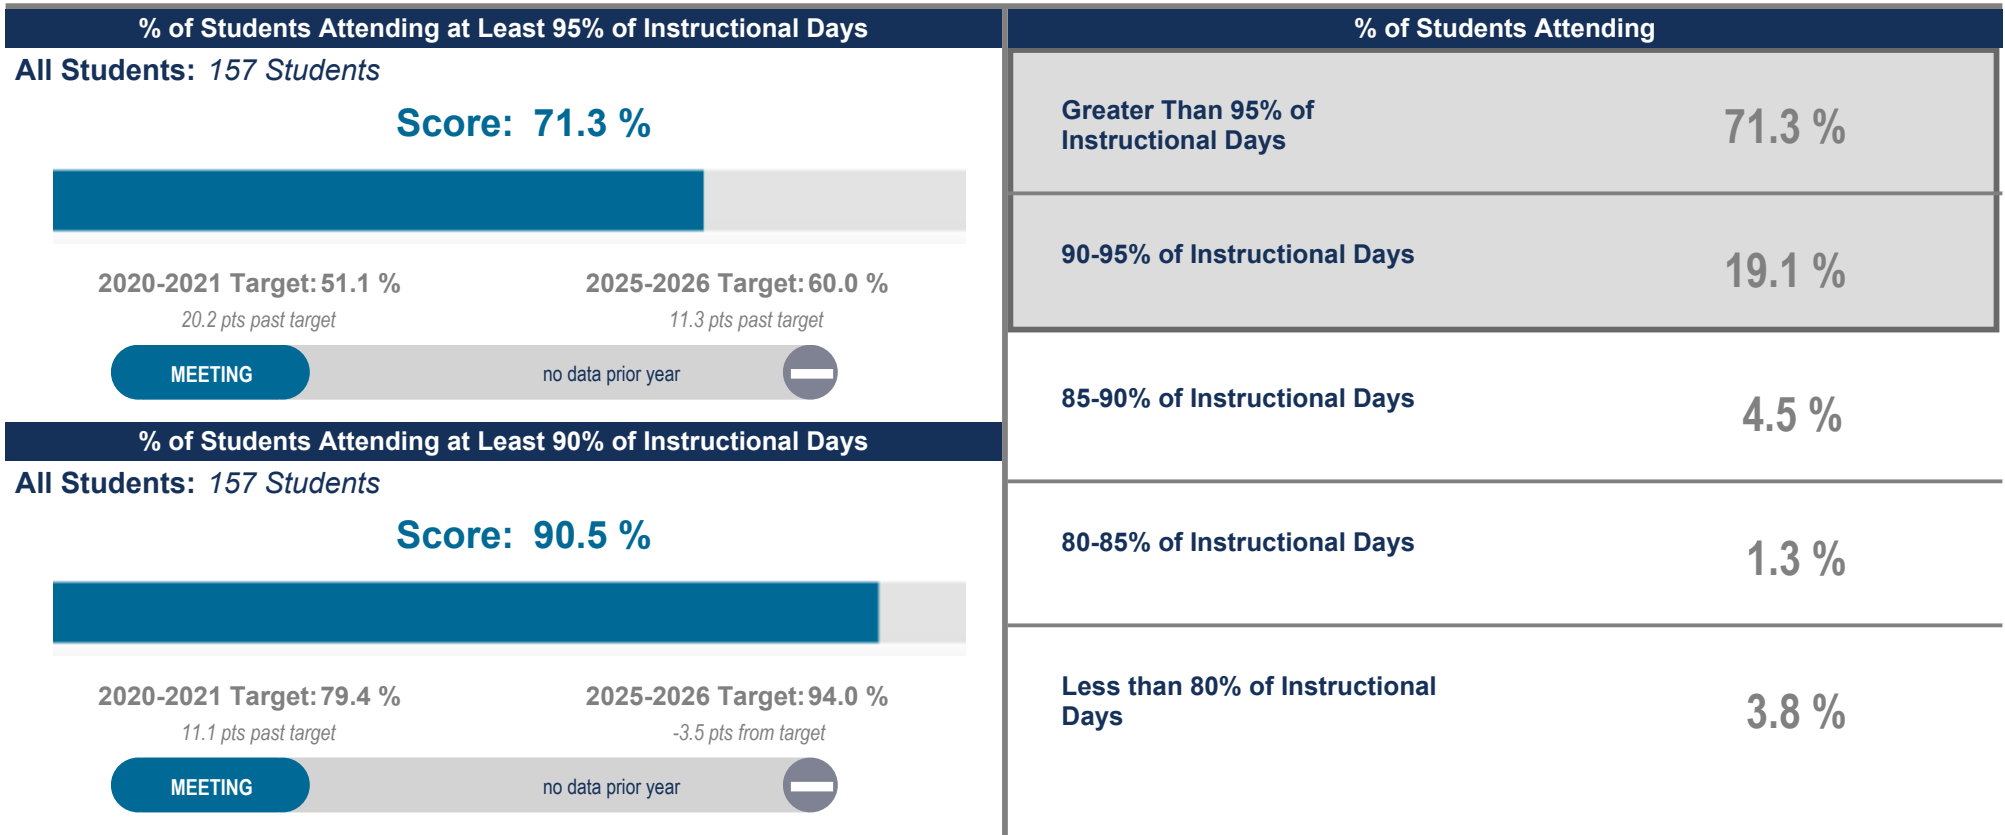 % of Students Attending at Least 95% of Instructional Days
All Students: 157 Students
Score: 71.3 %
2020-2021 Target: 51.1 %
20.2 pts past target
2025-2026 Target: 60.0 %
11.3 pts past target
MEETING
no data prior year
% of Students Attending at Least 90% of Instructional Days
All Students: 157 Students
Score: 90.5 %
2020-2021 Target: 79.4 %
11.1 pts past target
2025-2026 Target: 94.0 %
-3.5 pts from target
MEETING
no data prior year
% of Students Attending
Greater Than 95% of
Instructional Days
71.3 %
90-95% of Instructional Days
19.1 %
85-90% of Instructional Days
4.5 %
80-85% of Instructional Days
1.3 %
Less than 80% of Instructional
Days
3.8 %